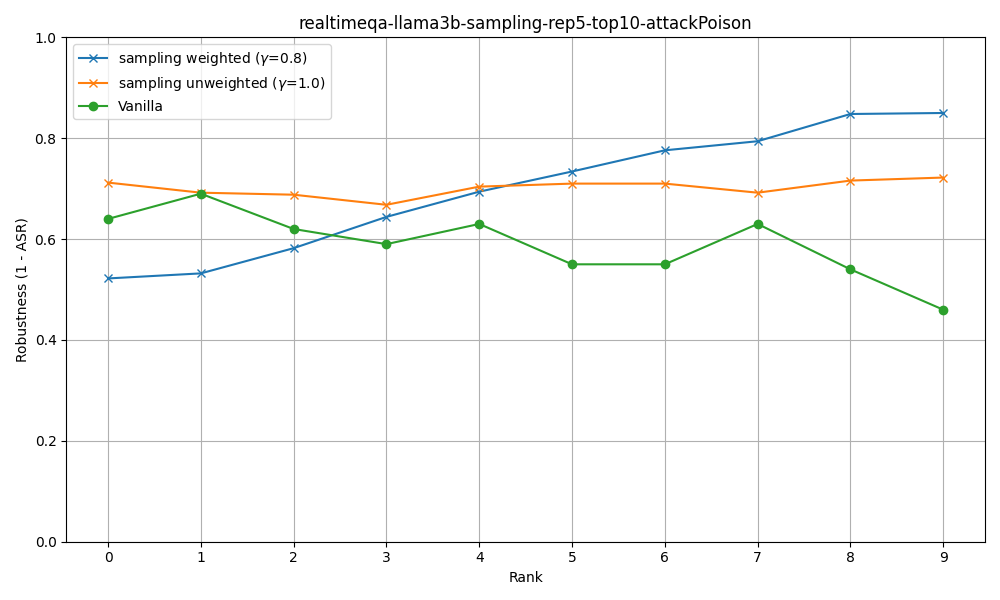 realtimeqa-llama3b-sampling-rep5-top10-attackPoison
sampling weighted (γ=0.8)
sampling unweighted (γ=1.0)
Vanilla
Robustness (1 - ASR)
1.0
0.8
0.6
0.4
0.2
0.0
0 1 2 3 4 5 6 7 8 9
Rank